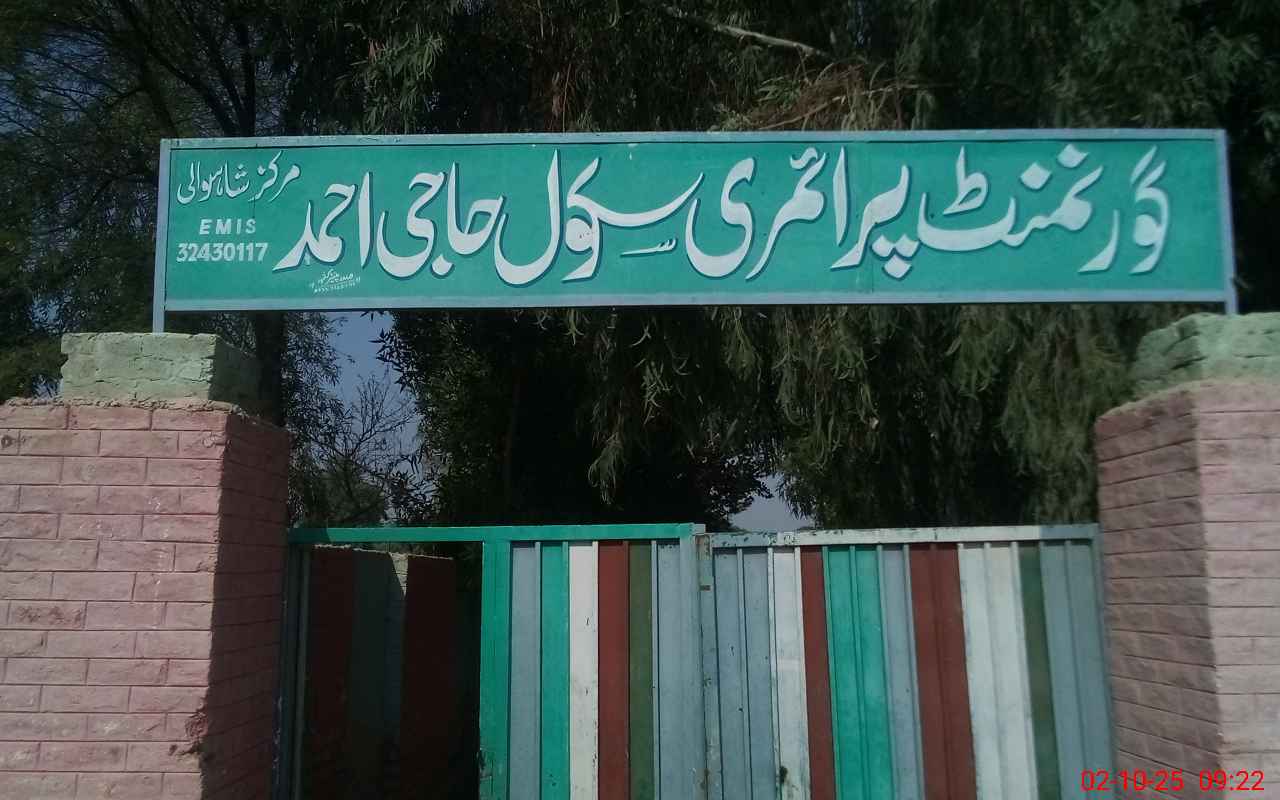 گورنمنٹ پرائمری سکول حاجی احمد
مرکز شاہوالی
EMIS
32430117
02-10-25 09:22